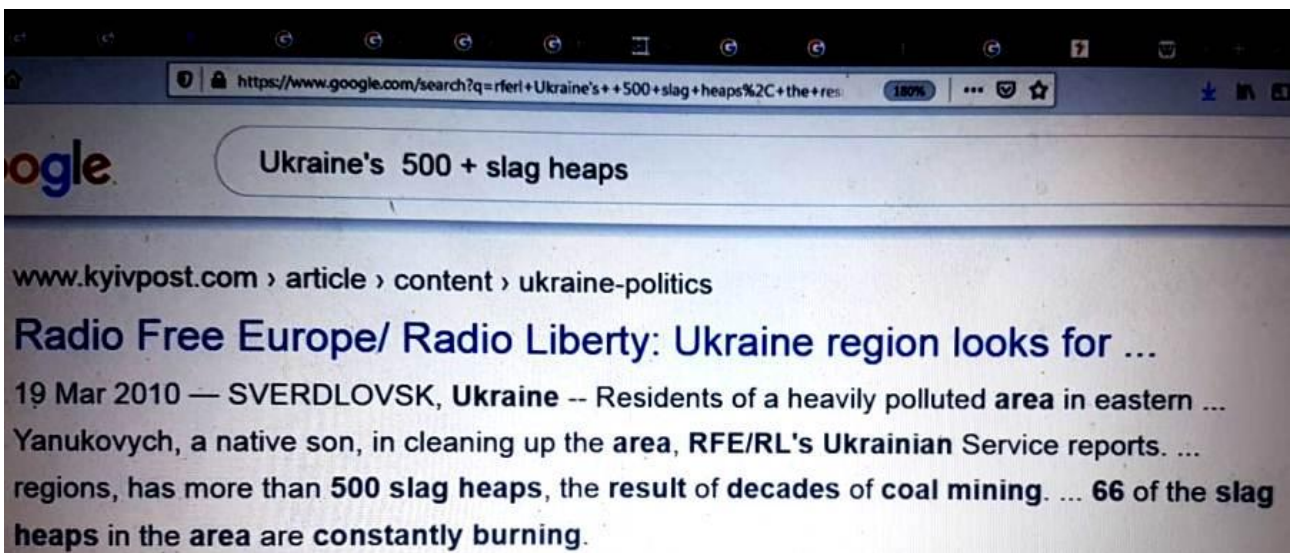 https://www.google.com/search?q=rferl+Ukraine's++500+slag+heaps%2C+the+res
180%
ogle
Ukraine's 500 + slag heaps
www.kyivpost.com › article › content › ukraine-politics
Radio Free Europe/ Radio Liberty: Ukraine region looks for ...
19 Mar 2010 — SVERDLOVSK, Ukraine -- Residents of a heavily polluted area in eastern ...
Yanukovych, a native son, in cleaning up the area, RFE/RL's Ukrainian Service reports. ...
regions, has more than 500 slag heaps, the result of decades of coal mining. ... 66 of the slag
heaps in the area are constantly burning.